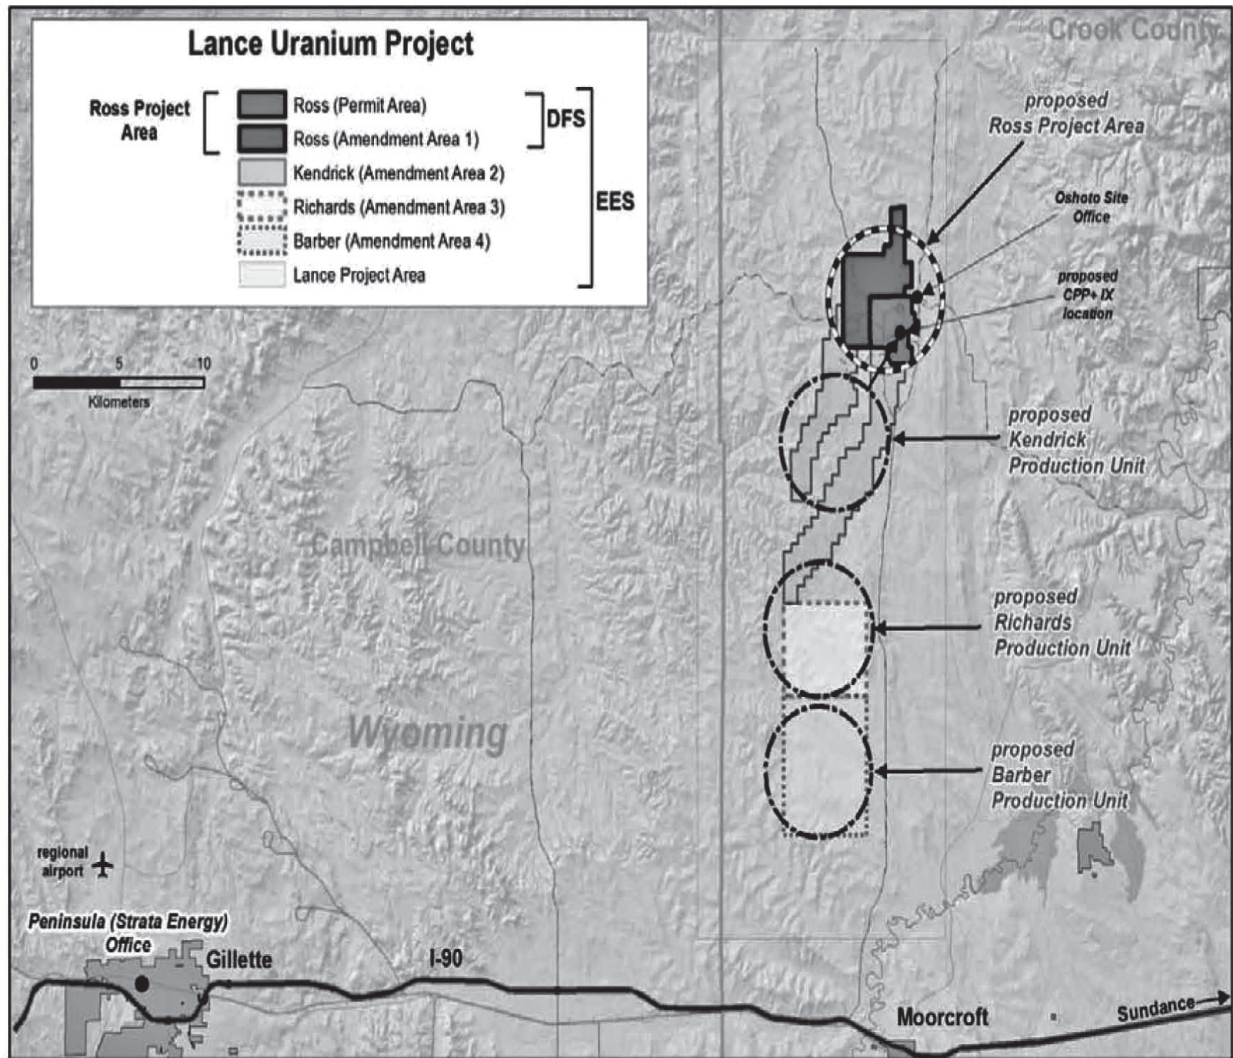 Lance Uranium Project
Ross Project
Area
Ross (Permit Area)
Ross (Amendment Area 1)
Kendrick (Amendment Area 2)
Richards (Amendment Area 3)
Barber (Amendment Area 4)
Lance Project Area
DFS
EES
0 5 10
Kilometers
Crook County
proposed
Ross Project Area
Oshoto Site
Office
proposed
CPP+ IX
location
proposed
Kendrick
Production Unit
Campbell County
proposed
Richards
Production Unit
Wyoming
proposed
Barber
Production Unit
regional
airport
Peninsula (Strata Energy)
Office
Gillette
I-90
Moorcroft
Sundance